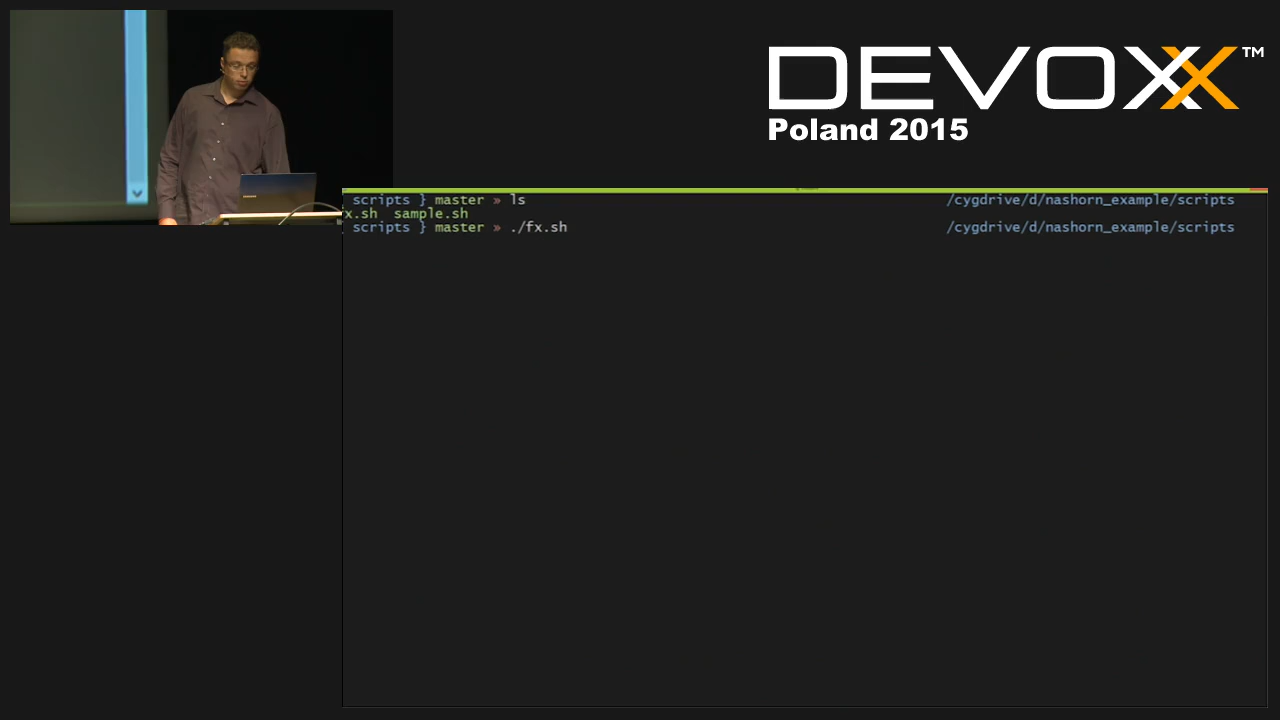 DEVOXX™
Poland 2015
scripts } master » ls /cygdrive/d/nashorn_example/scripts
x.sh sample.sh
scripts } master » ./fx.sh /cygdrive/d/nashorn_example/scripts